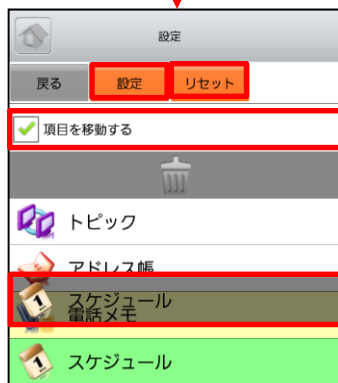 設定
戻る 設定 リセット
項目を移動する
トピック
アドレス帳
スケジュール
電話メモ
スケジュール